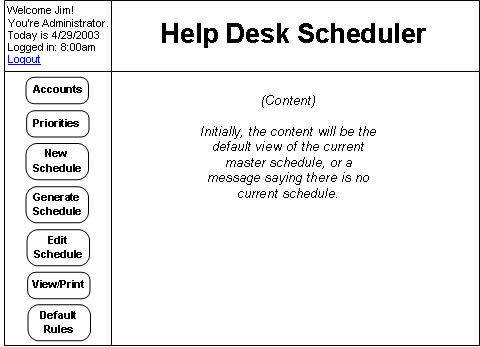 Welcome Jim!
You're Administrator.
Today is 4/29/2003
Logged in: 8:00am
Logout
Help Desk Scheduler
Accounts
Priorities
New
Schedule
Generate
Schedule
Edit
Schedule
View/Print
Default
Rules
(Content)
Initially, the content will be the
default view of the current
master schedule, or a
message saying there is no
current schedule.